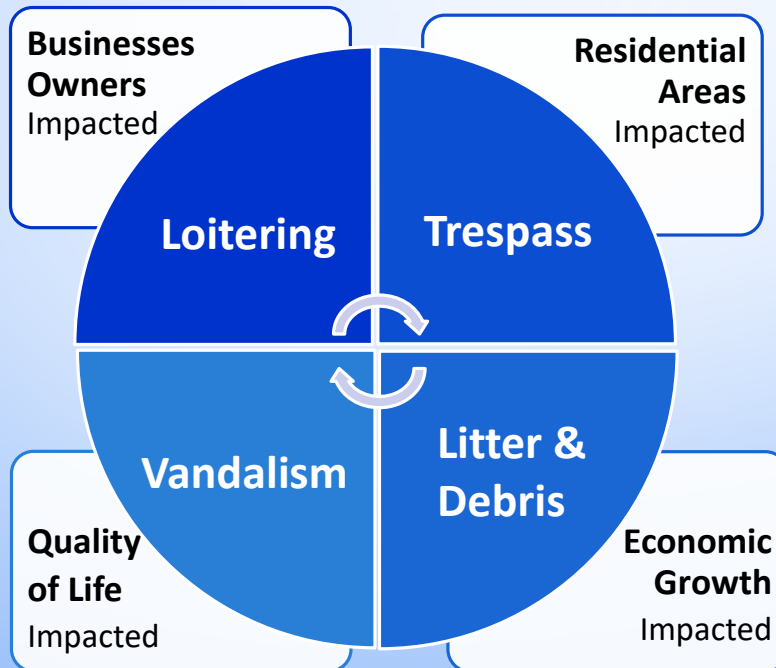 Businesses
Owners
Impacted
Residential
Areas
Impacted
Loitering
Trespass
Vandalism
Litter &
Debris
Quality
of Life
Impacted
Economic
Growth
Impacted